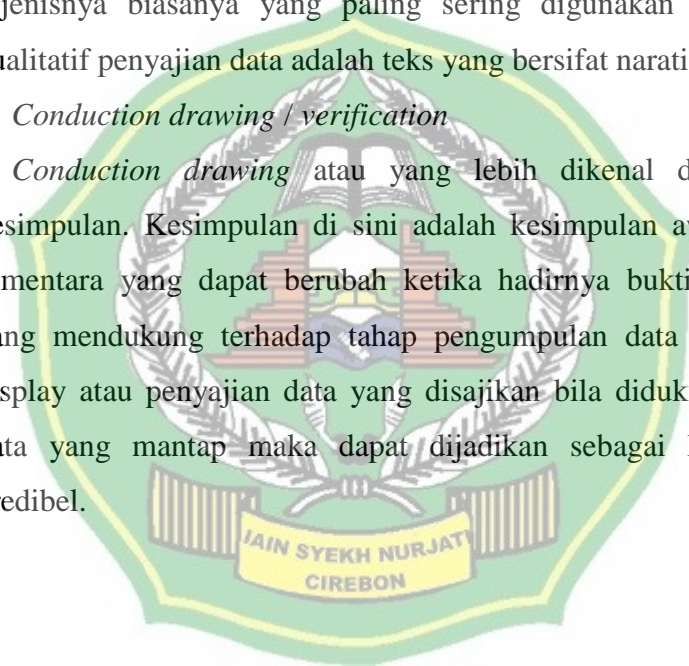 jenisnya biasanya yang paling sering digunakan
ualitatif penyajian data adalah teks yang bersifat narati
Conduction drawing / verification
Conduction drawing atau yang lebih dikenal d
esimpulan. Kesimpulan di sini adalah kesimpulan aw
mentara yang dapat berubah ketika hadirnya bukti
ang mendukung terhadap tahap pengumpulan data
splay atau penyajian data yang disajikan bila diduku
ata yang mantap maka dapat dijadikan sebagai
redibel.
IAIN SYEKH NURJATI
CIREBON